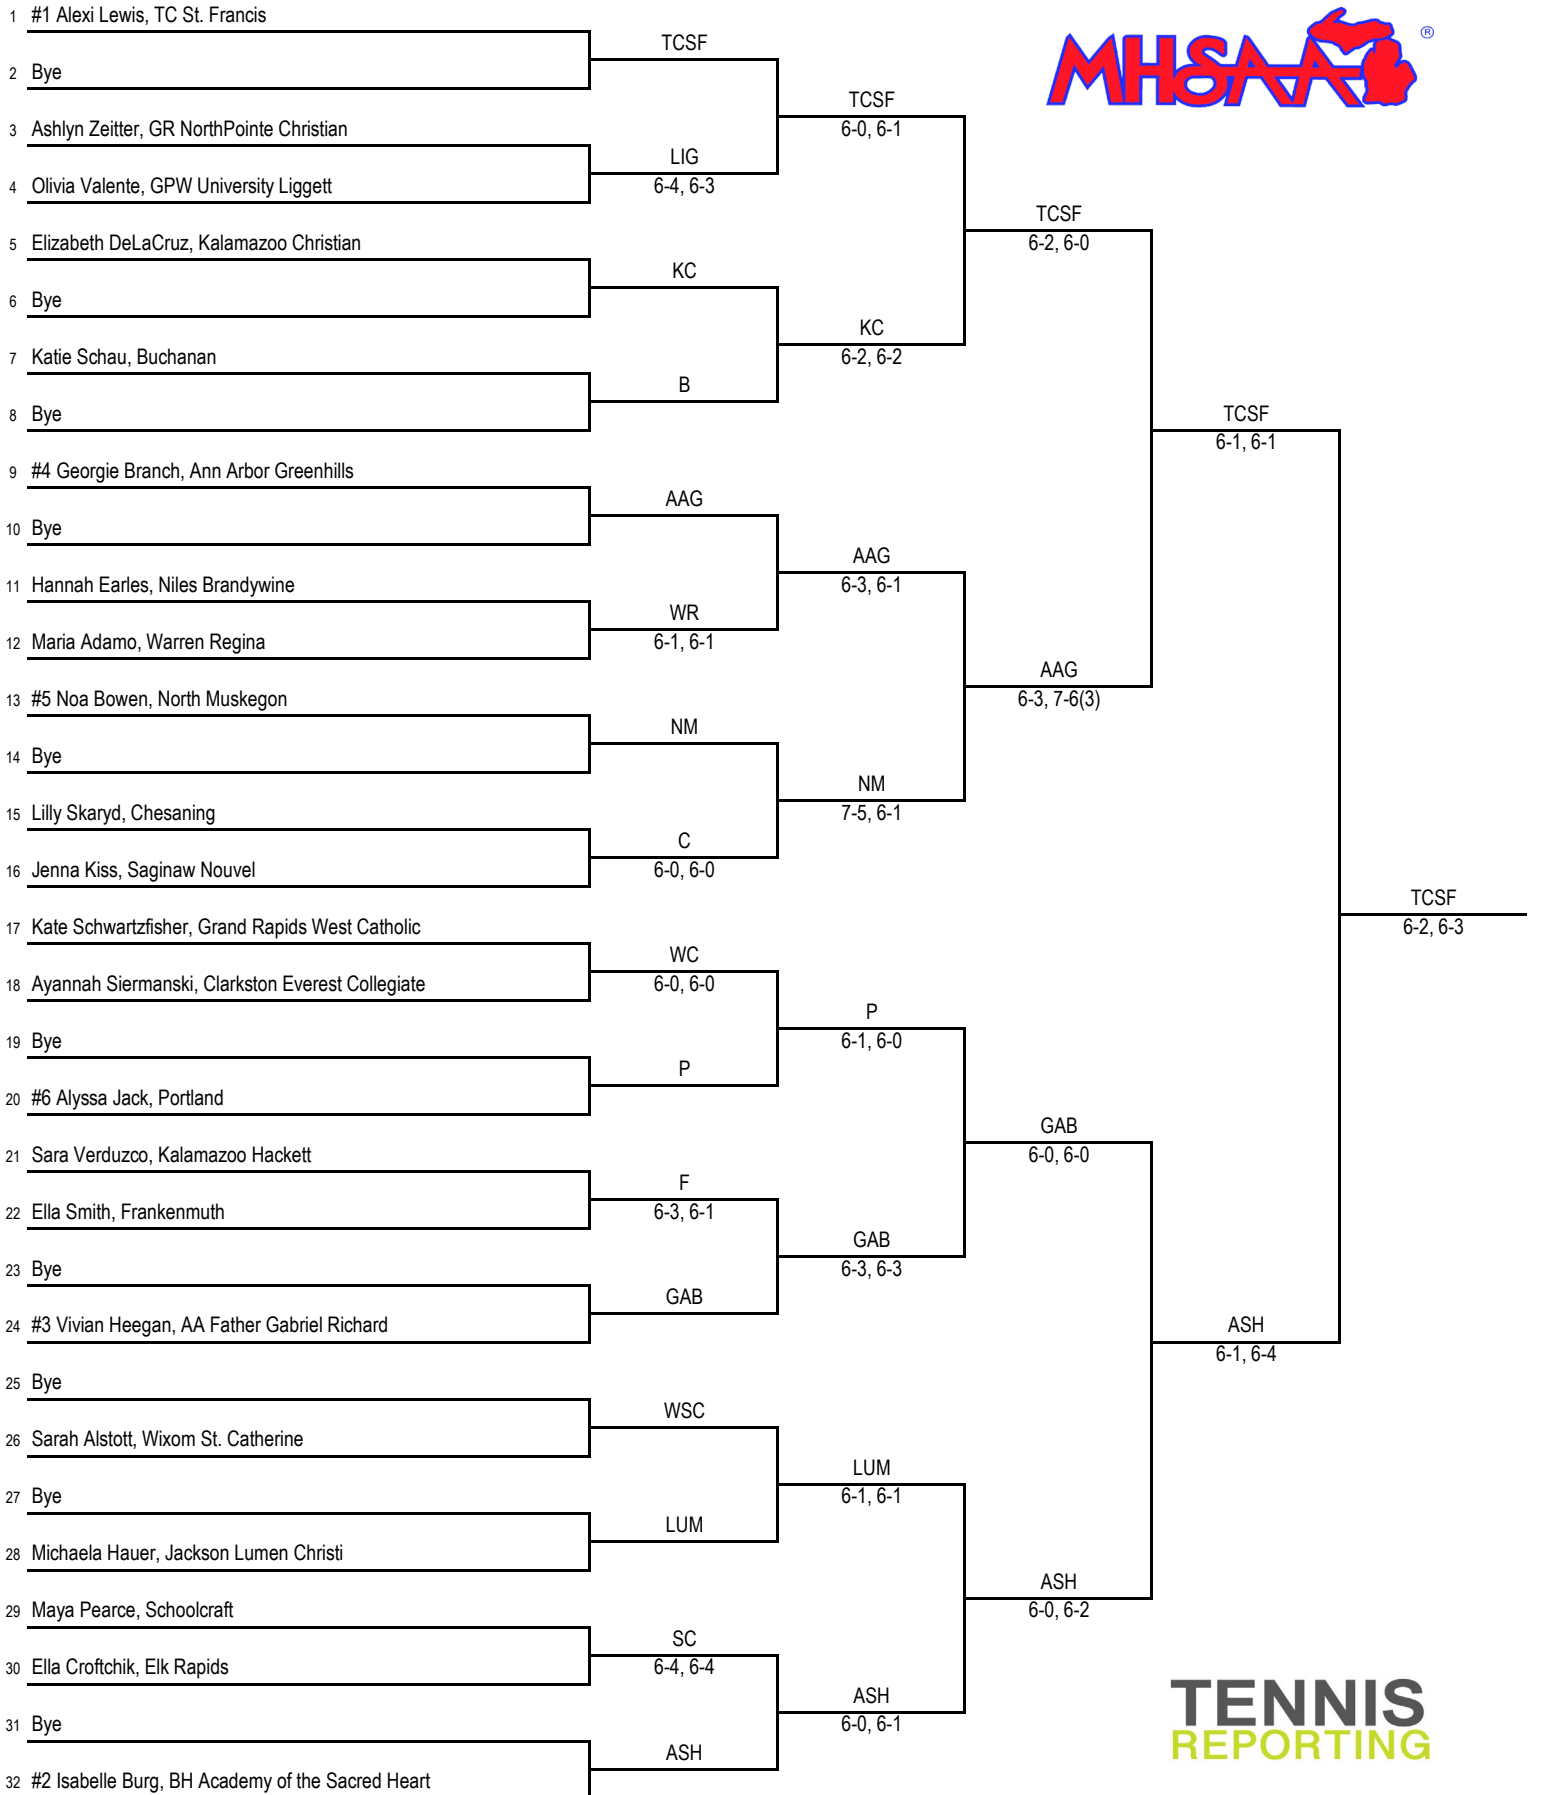 1 #1 Alexi Lewis, TC St. Francis
2 Bye
3 Ashlyn Zeitter, GR NorthPointe Christian
4 Olivia Valente, GPW University Liggett
5 Elizabeth DeLaCruz, Kalamazoo Christian
6 Bye
7 Katie Schau, Buchanan
8 Bye
9 #4 Georgie Branch, Ann Arbor Greenhills
10 Bye
11 Hannah Earles, Niles Brandywine
12 Maria Adamo, Warren Regina
13 #5 Noa Bowen, North Muskegon
14 Bye
15 Lilly Skaryd, Chesaning
16 Jenna Kiss, Saginaw Nouvel
17 Kate Schwartzfisher, Grand Rapids West Catholic
18 Ayannah Siermanski, Clarkston Everest Collegiate
19 Bye
20 #6 Alyssa Jack, Portland
21 Sara Verduzco, Kalamazoo Hackett
22 Ella Smith, Frankenmuth
23 Bye
24 #3 Vivian Heegan, AA Father Gabriel Richard
25 Bye
26 Sarah Alstott, Wixom St. Catherine
27 Bye
28 Michaela Hauer, Jackson Lumen Christi
29 Maya Pearce, Schoolcraft
30 Ella Croftchik, Elk Rapids
31 Bye
32 #2 Isabelle Burg, BH Academy of the Sacred Heart
TCSF
LIG
6-4, 6-3
KC
B
AAG
WR
6-1, 6-1
NM
C
6-0, 6-0
WC
6-0, 6-0
P
F
6-3, 6-1
GAB
WSC
LUM
SC
6-4, 6-4
ASH
TCSF
6-0, 6-1
KC
6-2, 6-2
AAG
6-3, 6-1
NM
7-5, 6-1
P
6-1, 6-0
GAB
6-3, 6-3
LUM
6-1, 6-1
ASH
6-0, 6-1
TCSF
6-2, 6-0
AAG
6-3, 7-6(3)
GAB
6-0, 6-0
ASH
6-0, 6-2
TCSF
6-1, 6-1
ASH
6-1, 6-4
TCSF
6-2, 6-3
MHSAA ®
TENNIS
REPORTING